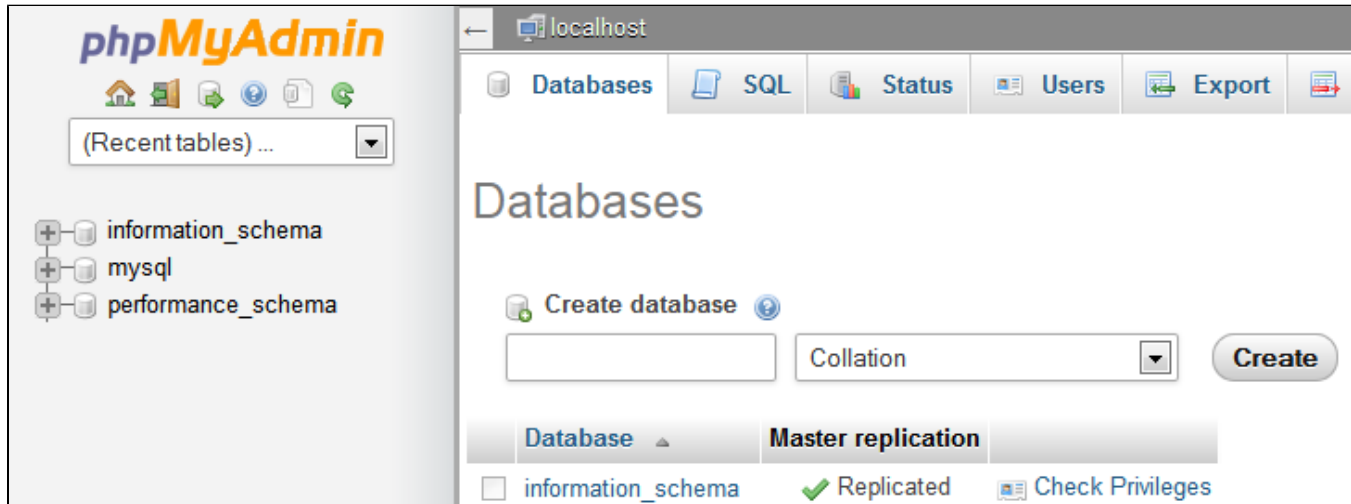 phpMyAdmin
(Recent tables) ...
information_schema
mysql
performance_schema
localhost
Databases SQL Status Users Export
Databases
Create database
Collation Create
Database Master replication
information_schema Replicated Check Privileges